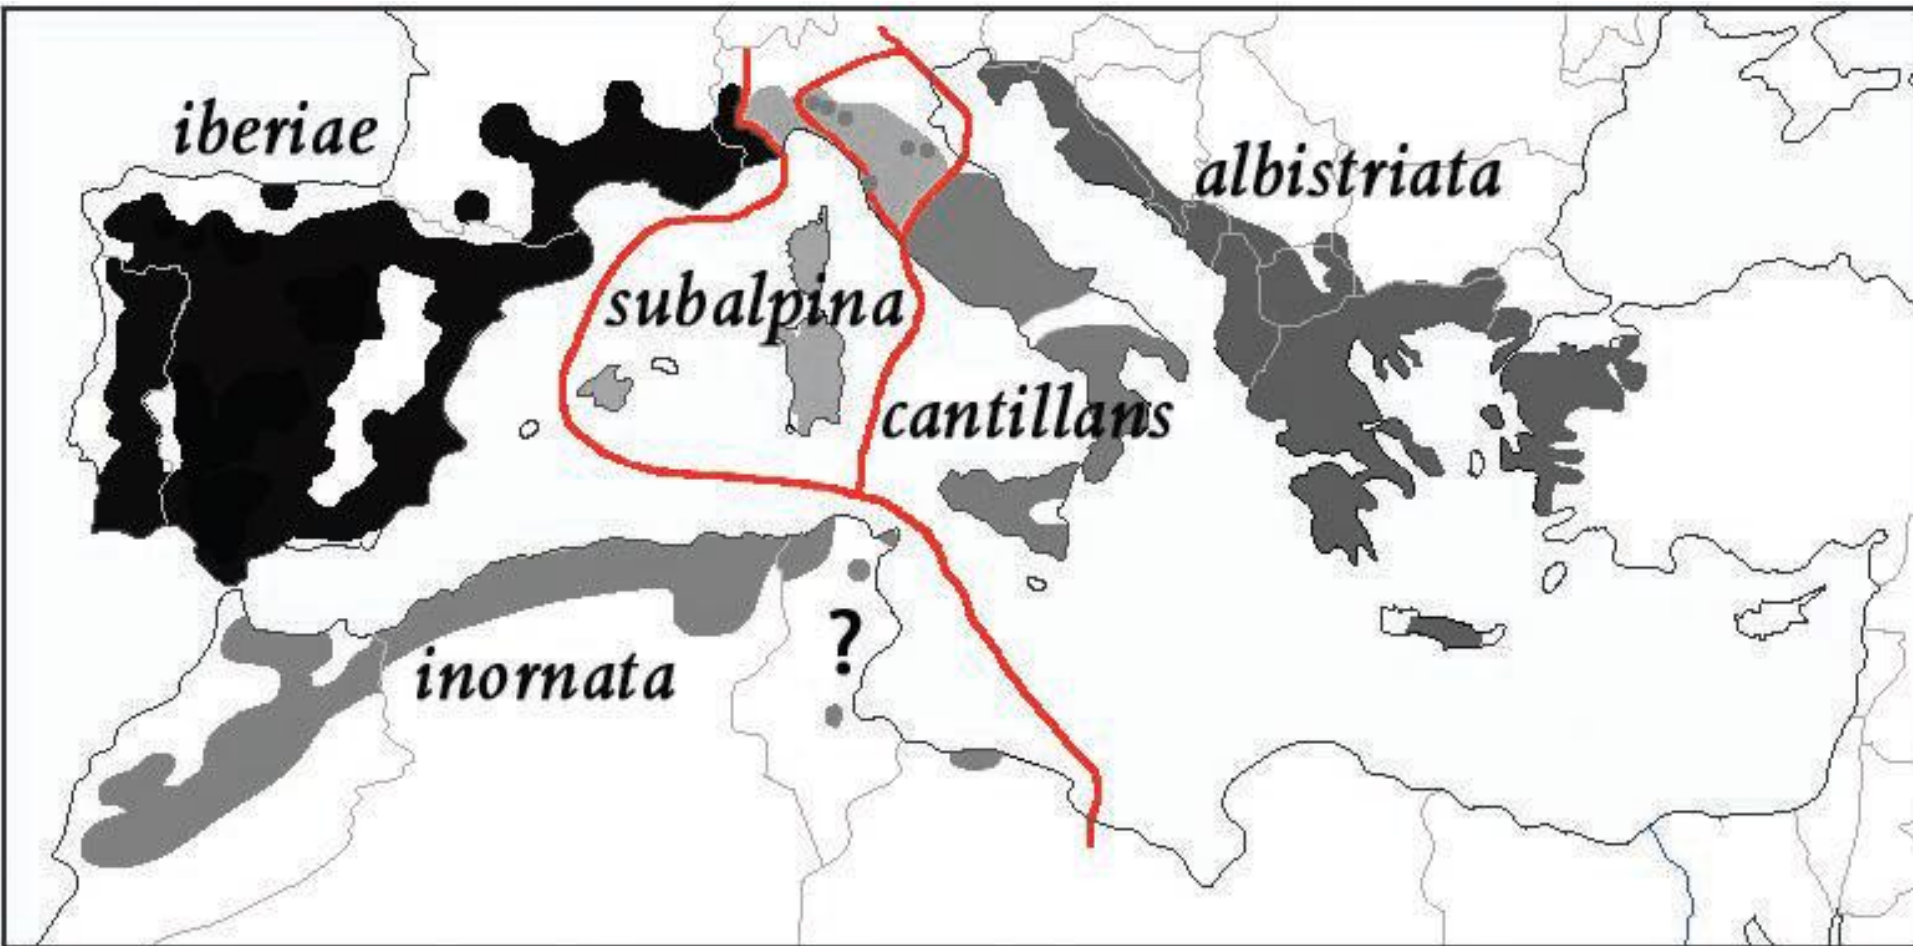 iberiae
albistriata
subalpina
cantillans
?
inornata